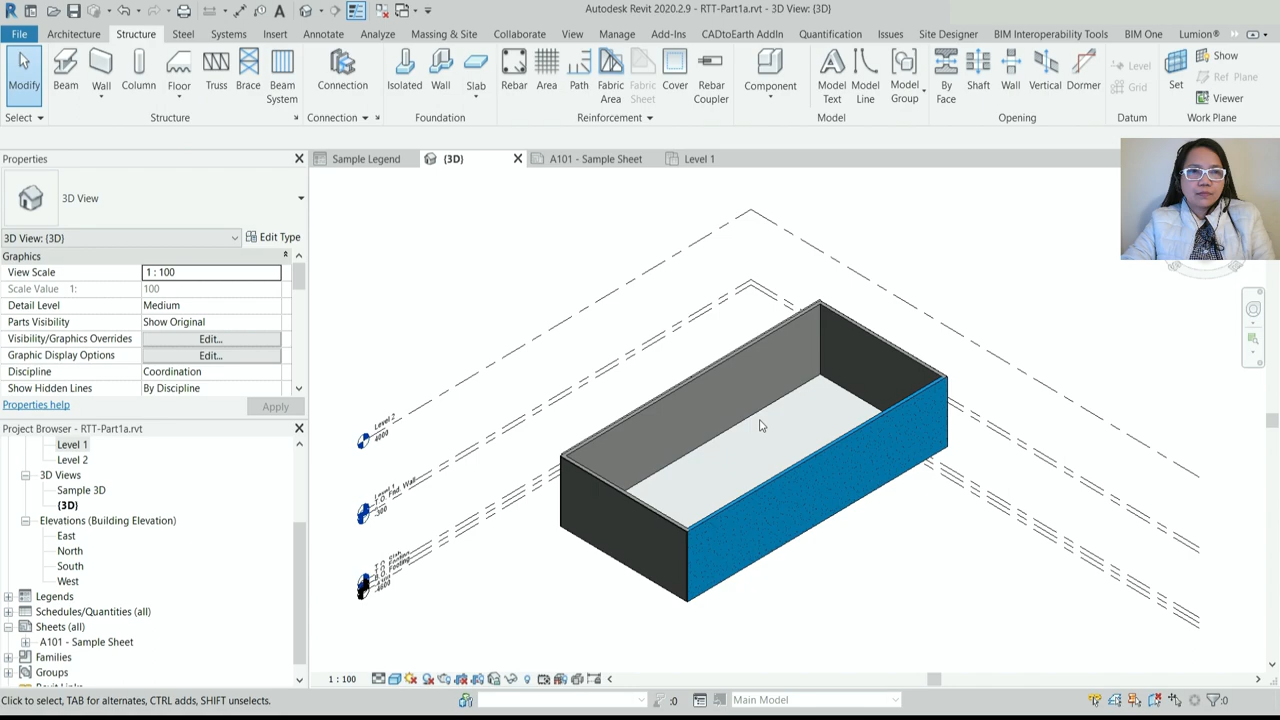 Autodesk Revit 2020.2.9 - RTT-Part1a.rvt - 3D View: {3D}
File Architecture Structure Steel Systems Insert Annotate Analyze Massing & Site Collaborate View Manage Add-Ins CADtoEarth AddIn Quantification Issues Site Designer BIM Interoperability Tools BIM One Lumion®
Modify Beam Wall Column Floor Truss Brace Beam System Connection Isolated Wall Slab Rebar Area Path Fabric Area Fabric Sheet Cover Rebar Coupler Component Model Text Model Line Model Group By Face Shaft Wall Vertical Dormer Level Grid Set Show Ref Plane Viewer
Select Structure Connection Foundation Reinforcement Model Opening Datum Work Plane
Properties
Sample Legend {3D} A101 - Sample Sheet Level 1
3D View
3D View: {3D} Edit Type
Graphics
View Scale 1 : 100
Scale Value 1: 100
Detail Level Medium
Parts Visibility Show Original
Visibility/Graphics Overrides Edit...
Graphic Display Options Edit...
Discipline Coordination
Show Hidden Lines By Discipline
Properties help Apply
Project Browser - RTT-Part1a.rvt
Level 1
Level 2
3D Views
Sample 3D
{3D}
Elevations (Building Elevation)
East
North
South
West
Legends
Schedules/Quantities (all)
Sheets (all)
A101 - Sample Sheet
Families
Groups
Level 2
4000
Level 1
T.O. Fnd. Wall
-300
1 : 100
Click to select, TAB for alternates, CTRL adds, SHIFT unselects.
:0 Main Model :0